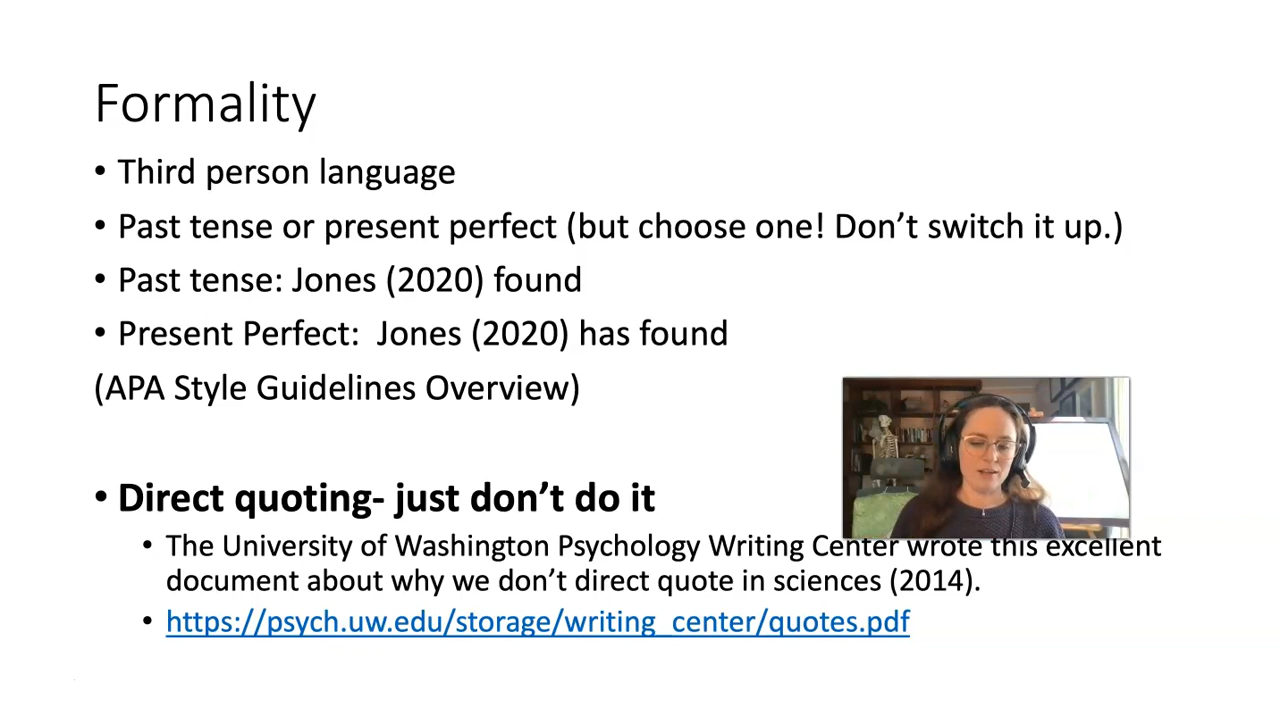 Formality
• Third person language
• Past tense or present perfect (but choose one! Don’t switch it up.)
• Past tense: Jones (2020) found
• Present Perfect:  Jones (2020) has found
(APA Style Guidelines Overview)
• Direct quoting- just don’t do it
• The University of Washington Psychology Writing Center wrote this excellent
document about why we don’t direct quote in sciences (2014).
• https://psych.uw.edu/storage/writing_center/quotes.pdf